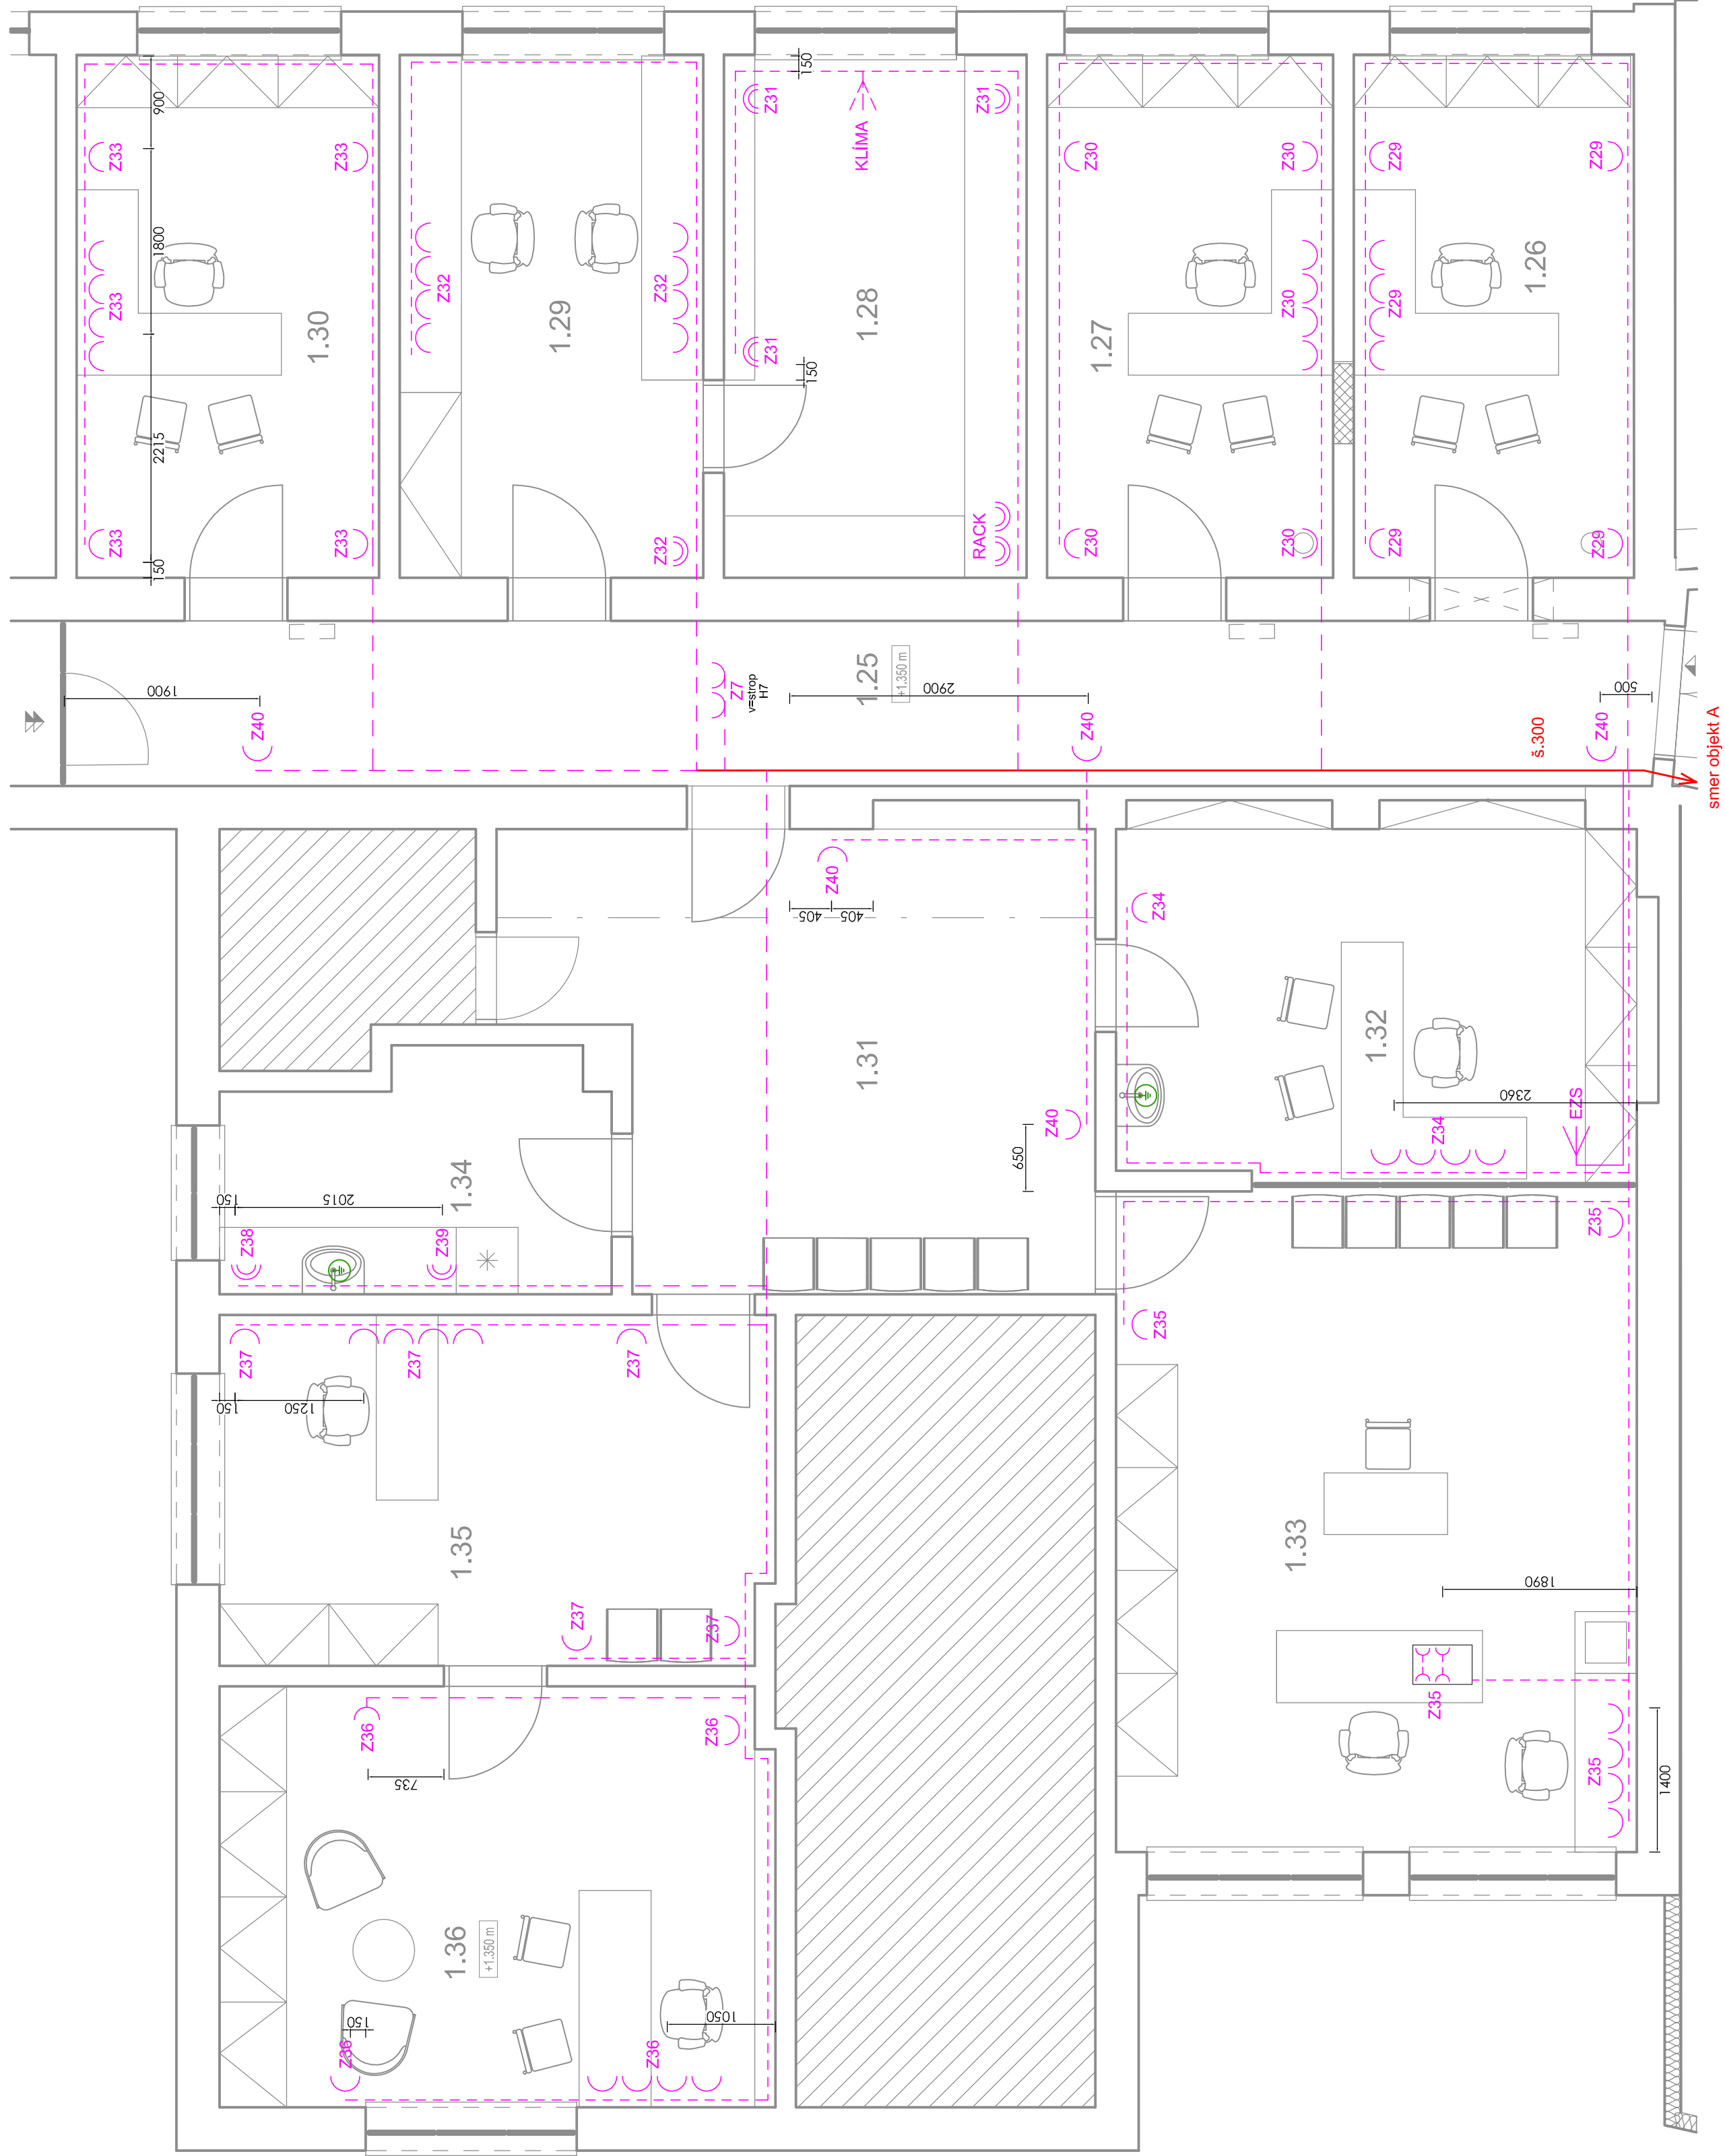 150
900
Z33
Z33
1800
Z33
1.30
2215
Z33
Z33
150
Z32
Z32
1.29
Z32
150
Z31
Z31
KLÍMA
Z31
1.28
150
RACK
Z30
Z30
Z30
1.27
Z30
Z30
Z29
Z29
1.26
Z29
Z29
Z29
1900
Z40
Z7
v=strop
H7
1.25
+1.350 m
2900
Z40
š.300
500
Z40
smer objekt A
Z40
405
405
Z34
1.31
1.32
2360
EZS
Z34
Z40
650
1.34
150
2015
Z38
Z39
Z35
Z35
Z37
Z37
Z37
150
1250
1.35
1.33
1890
Z37
Z37
Z35
Z36
Z36
735
Z35
1400
1.36
+1.350 m
150
1050
Z36
Z36